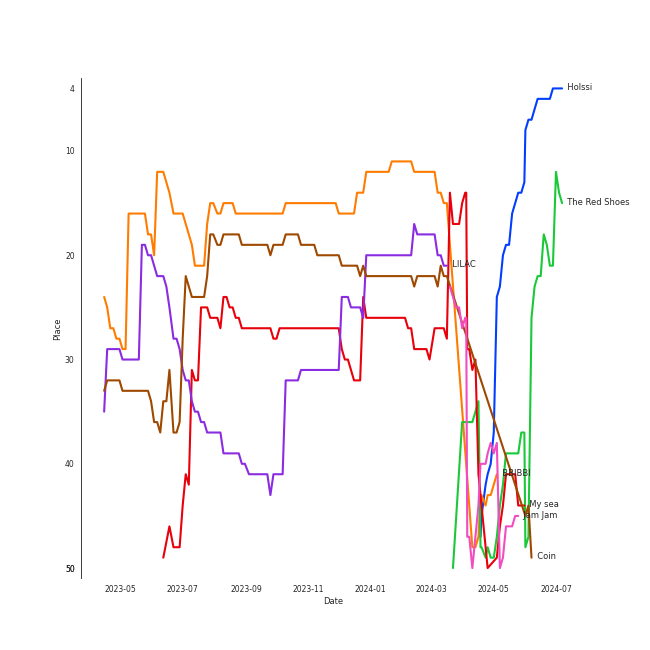 4
Holssi
10
The Red Shoes
20
LILAC
Place
30
40
BBIBBI
My sea
Jam Jam
Coin
50
2023-05
2023-07
2023-09
2023-11
2024-01
2024-03
2024-05
2024-07
Date